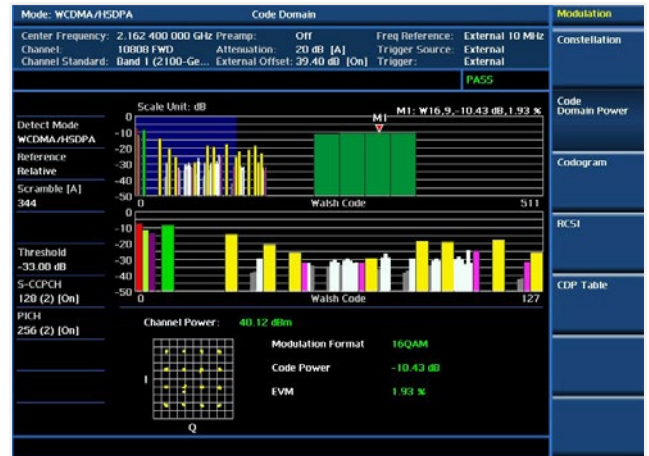 Mode: WCDMA/HSDPA Code Domain Modulation
Center Frequency: 2.162 400 000 GHz Preamp: Off Freq Reference: External 10 MHz
Channel: 10808 FWD Attenuation: 20 dB [A] Trigger Source: External
Channel Standard: Band 1 (2100-Ge... External Offset: 39.40 dB [On] Trigger: External
Constellation
PASS
Scale Unit: dB M1: W16,9,-10.43 dB,1.93 %
M1
Code
Domain Power
Detect Mode
WCDMA/HSDPA
Reference
Relative
Scramble [A]
344
0
-10
-20
-30
-40
-50
0 Walsh Code 511
Codogram
RCSI
Threshold
-33.00 dB
S-CCPCH
128 (2) [On]
PICH
256 (2) [On]
0
-10
-20
-30
-40
-50
0 Walsh Code 127
CDP Table
Channel Power: 40.12 dBm
Modulation Format 16QAM
Code Power -10.43 dB
EVM 1.93 %
I
Q